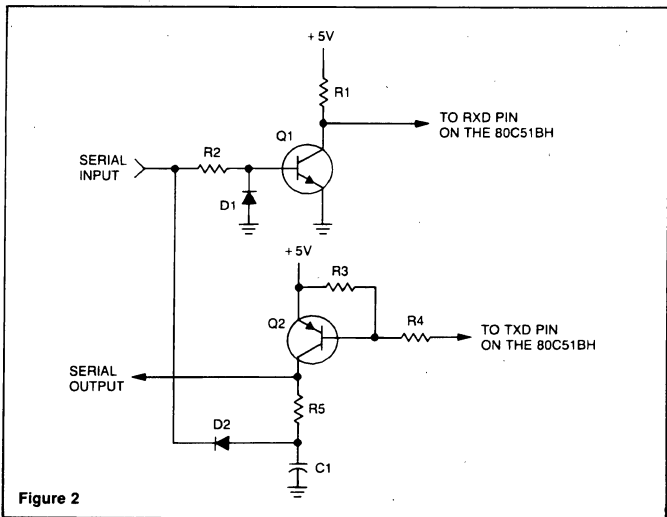 + 5V
R1
TO RXD PIN
ON THE 80C51BH
Q1
SERIAL
INPUT
R2
D1
+ 5V
R3
Q2
R4
TO TXD PIN
ON THE 80C51BH
SERIAL
OUTPUT
R5
D2
C1
Figure 2